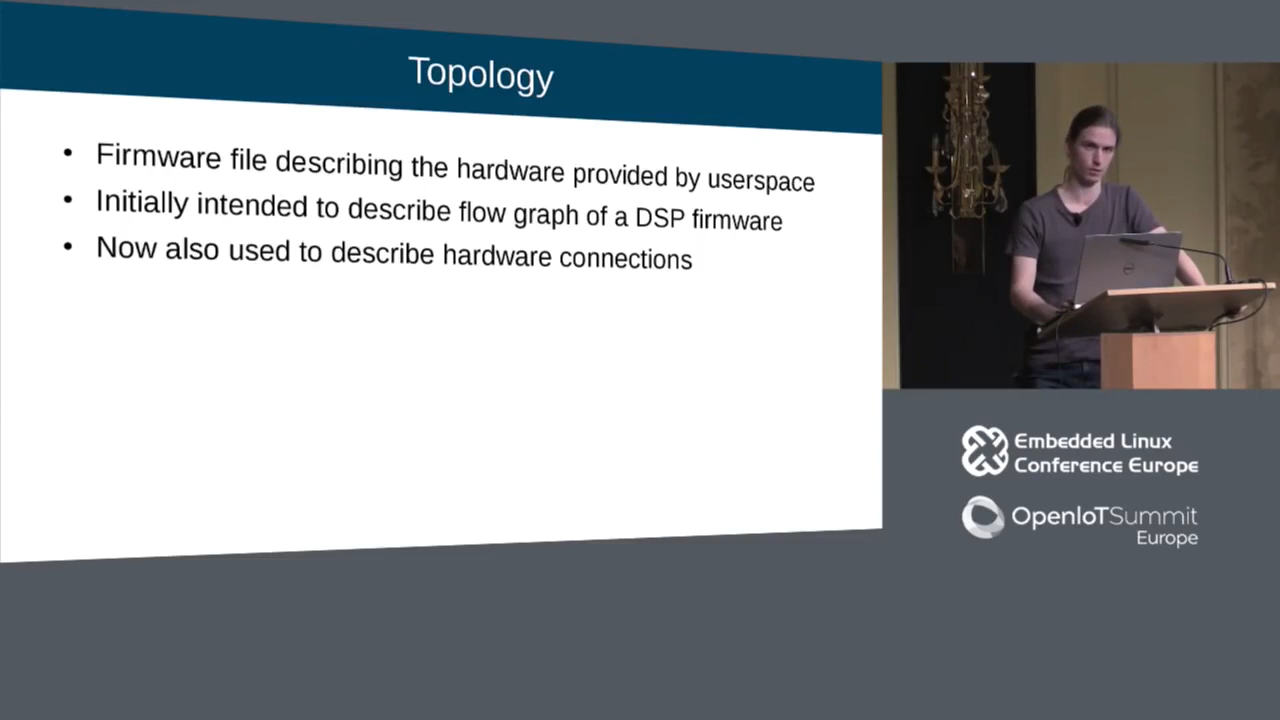 Topology
• Firmware file describing the hardware provided by userspace
• Initially intended to describe flow graph of a DSP firmware
• Now also used to describe hardware connections
Embedded Linux
Conference Europe
OpenIoTSummit
Europe